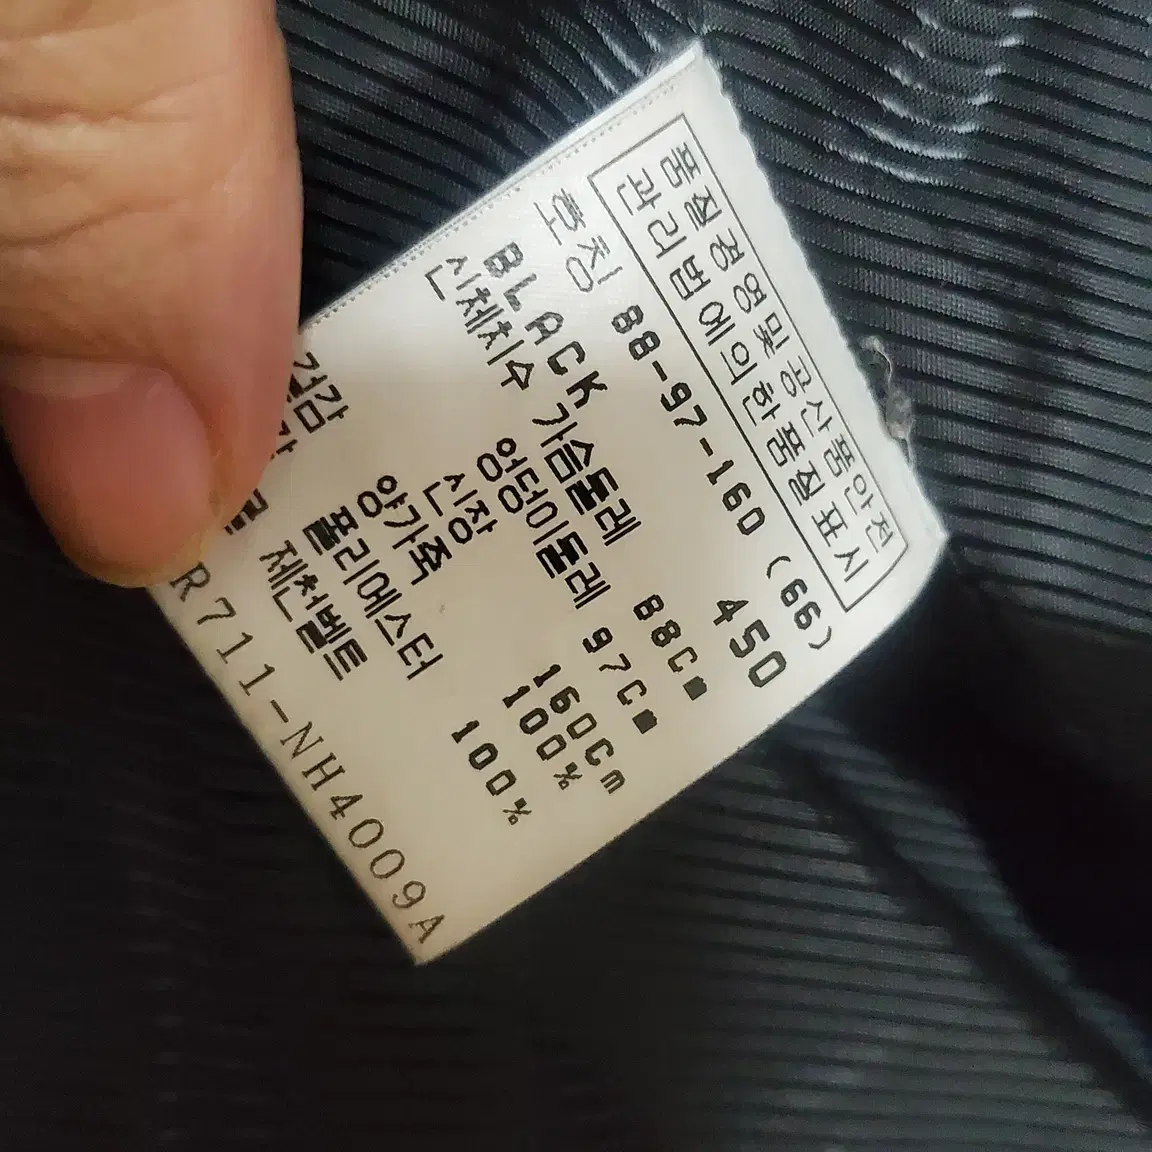 품질경영및공산품안전
관리법에의한품질표시
호칭 88-97-160 (66)
BLACK 450
신체치수 가슴둘레 88Cm
엉덩이둘레 97Cm
신장 160Cm
겉감 양가죽 100%
폴리에스터 100%
제천벨트
R711-NH4009A